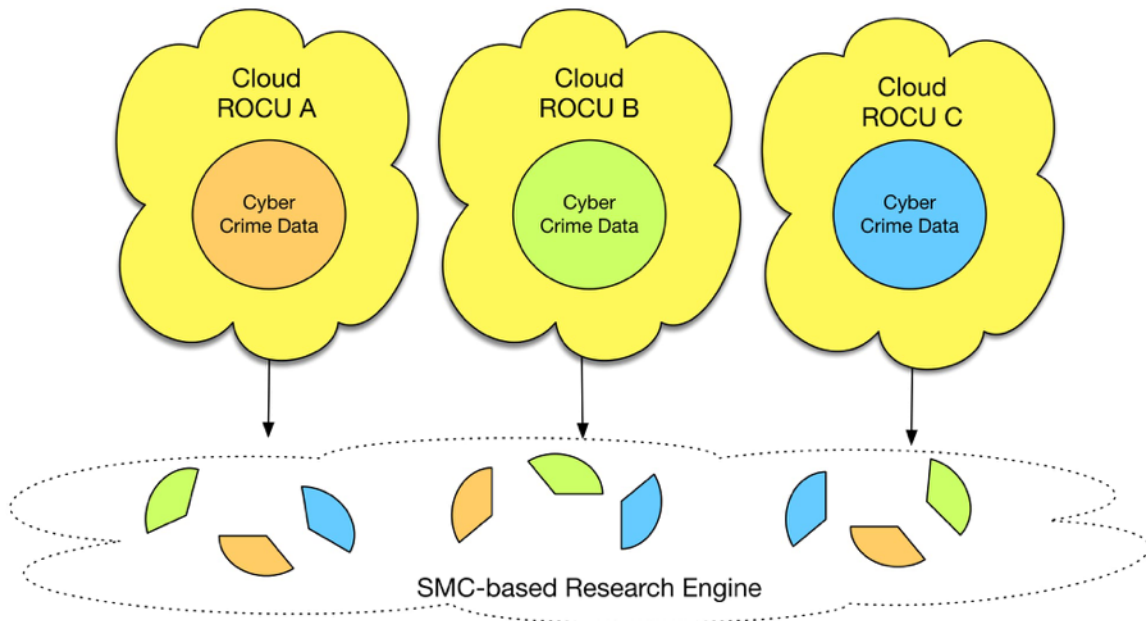 Cloud
ROCU A
Cyber
Crime Data
Cloud
ROCU B
Cyber
Crime Data
Cloud
ROCU C
Cyber
Crime Data
SMC-based Research Engine